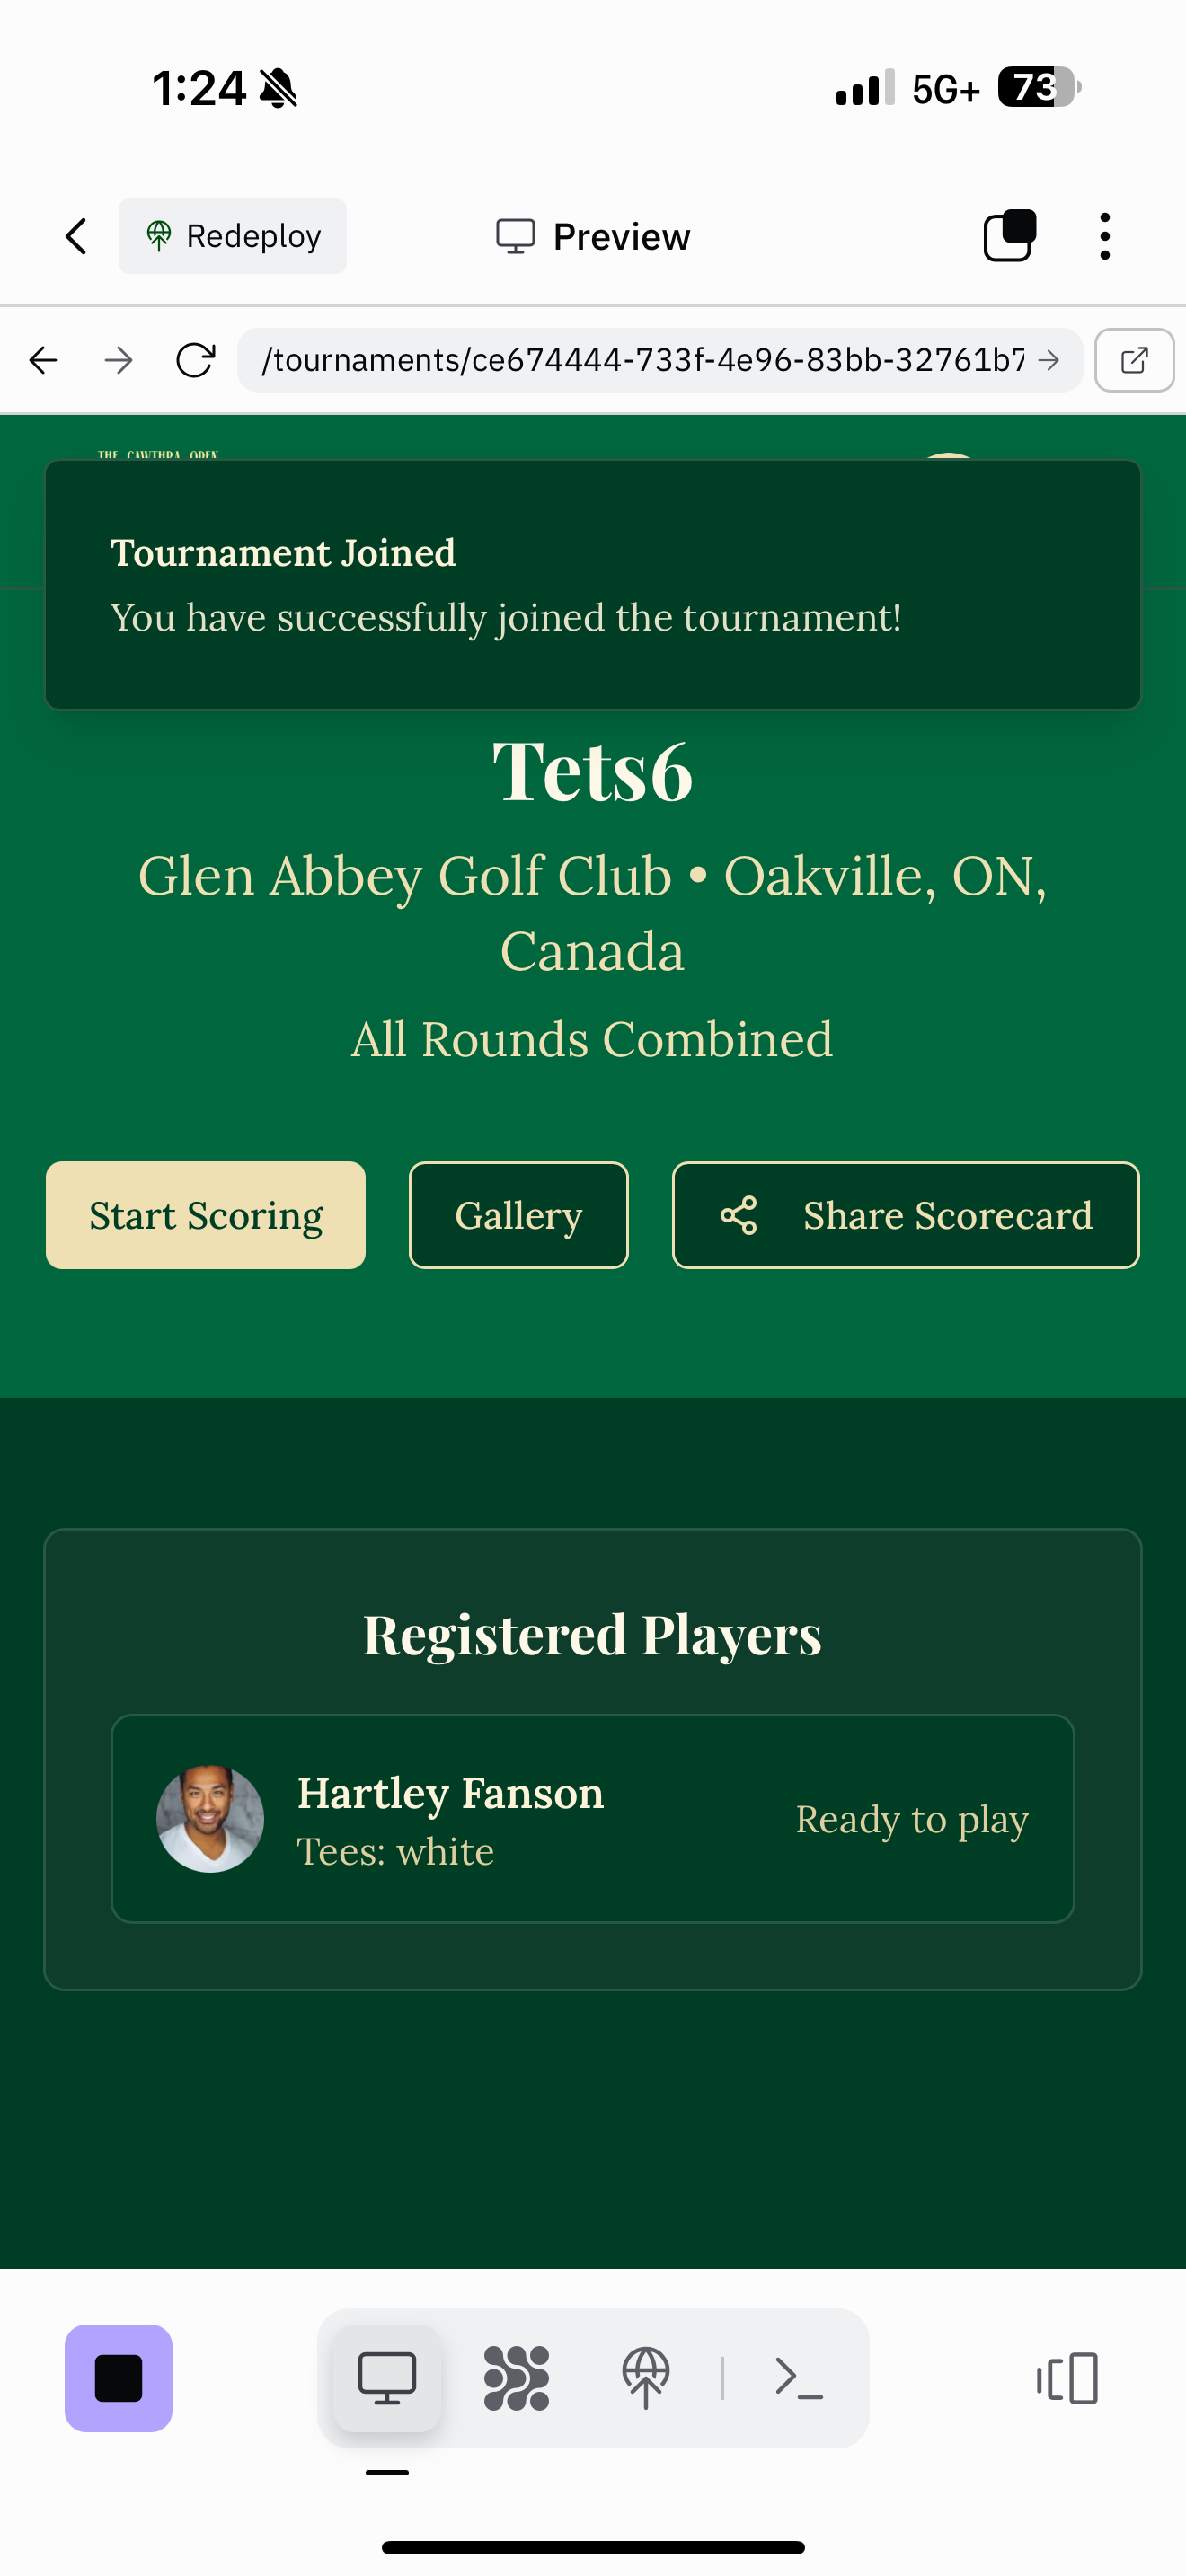 1:24
5G+
73
Redeploy
Preview
/tournaments/ce674444-733f-4e96-83bb-32761b7
THE CAWTHRA OPEN
Tournament Joined
You have successfully joined the tournament!
Tets6
Glen Abbey Golf Club • Oakville, ON,
Canada
All Rounds Combined
Start Scoring
Gallery
Share Scorecard
Registered Players
Hartley Fanson
Tees: white
Ready to play